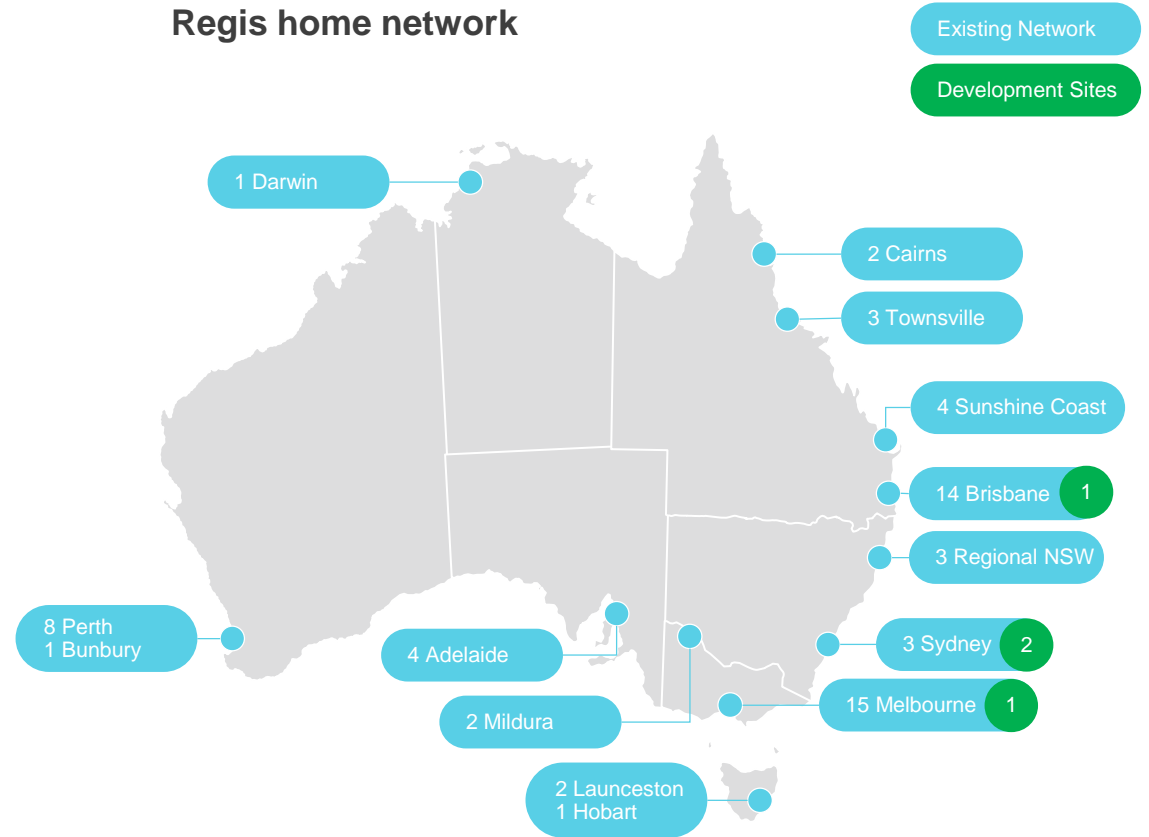 Regis home network
Existing Network
Development Sites
1 Darwin
2 Cairns
3 Townsville
4 Sunshine Coast
14 Brisbane 1
3 Regional NSW
8 Perth
1 Bunbury
4 Adelaide
3 Sydney 2
2 Mildura
15 Melbourne 1
2 Launceston
1 Hobart